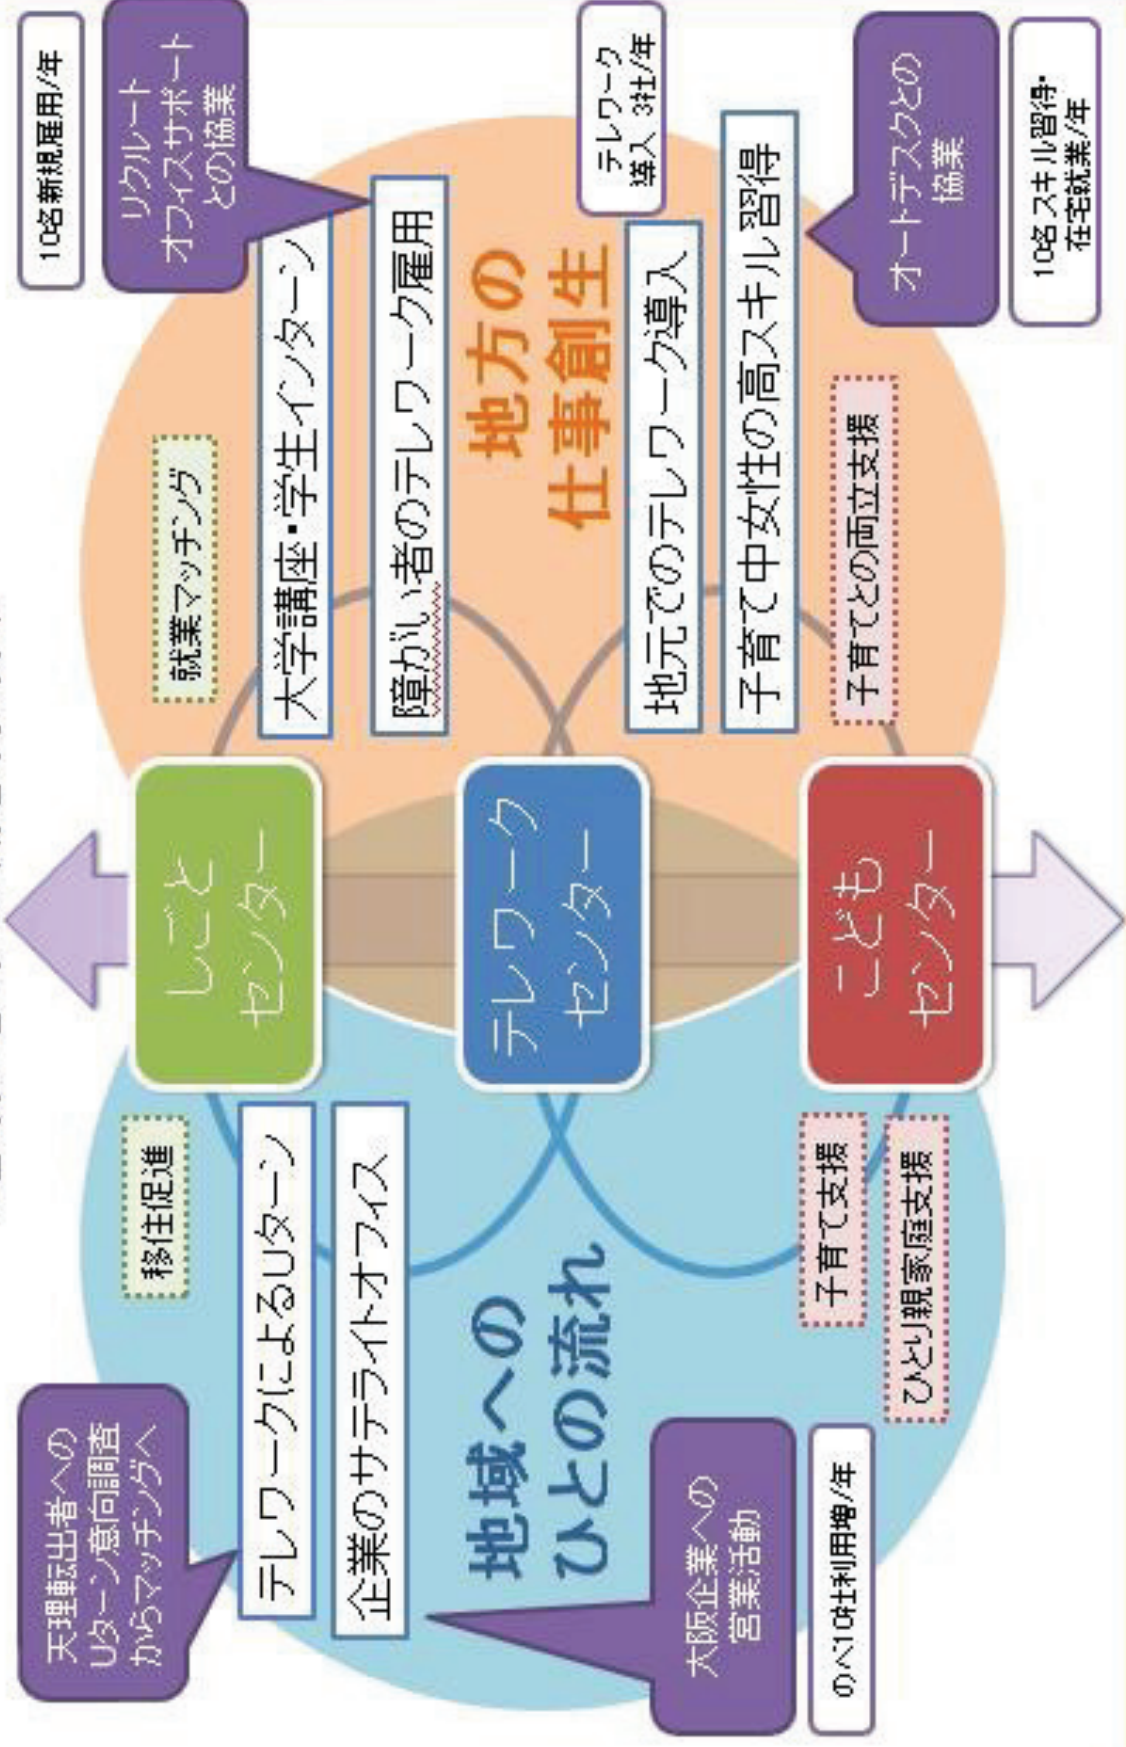 天理転出者への
Uターン意向調査
からマッチングへ
移住促進
テレワークによるUターン
企業のサテライトオフィス
地域への
ひとの流れ
大阪企業への
営業活動
のべ10社利用増/年
子育て支援
ひとり親家庭支援
しごと
センター
テレワーク
センター
こども
センター
10名新規雇用/年
リクルート
オフィスサポート
との協業
就業マッチング
大学講座・学生インターン
障がい者のテレワーク雇用
地方の
仕事創生
テレワーク
導入 3社/年
地元でのテレワーク導入
子育て中女性の高スキル習得
子育てとの両立支援
オートデスクとの
協業
10名スキル習得・
在宅就業/年